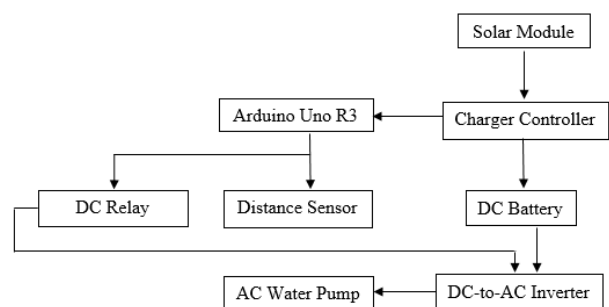 Solar Module
Arduino Uno R3
Charger Controller
DC Relay
Distance Sensor
DC Battery
AC Water Pump
DC-to-AC Inverter